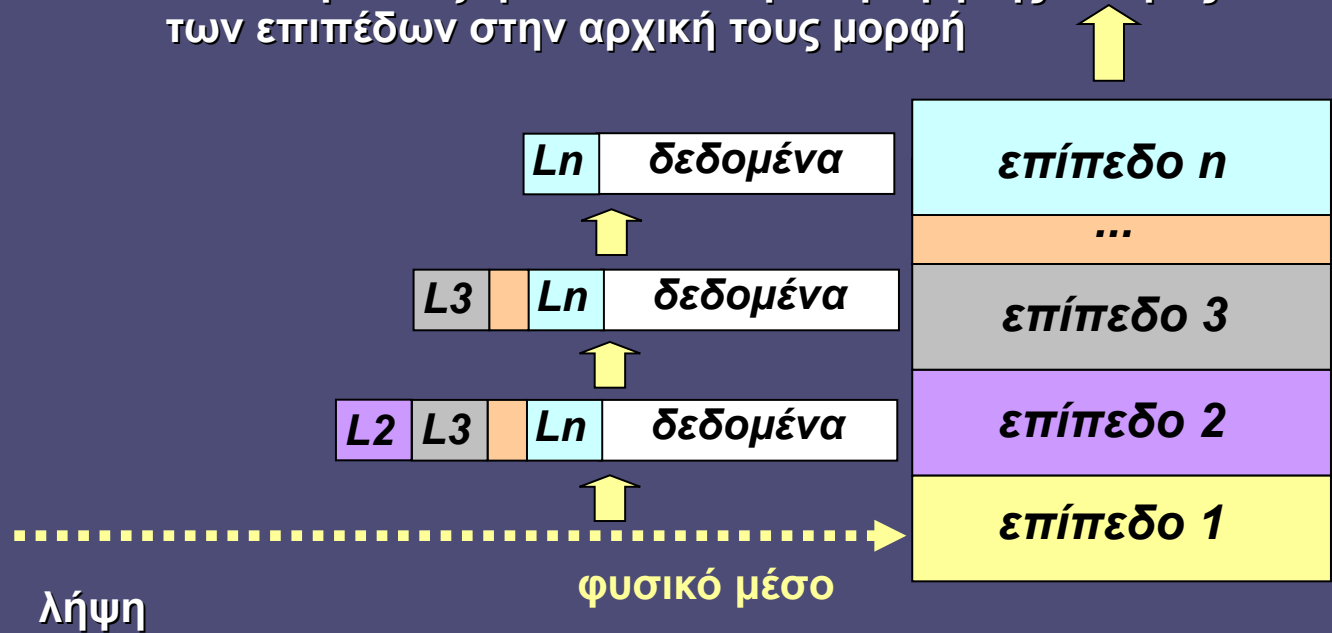 των επιπέδων στην αρχική τους μορφή
Ln δεδομένα επίπεδο n
...
L3 Ln δεδομένα επίπεδο 3
L2 L3 Ln δεδομένα επίπεδο 2
επίπεδο 1
φυσικό μέσο
λήψη